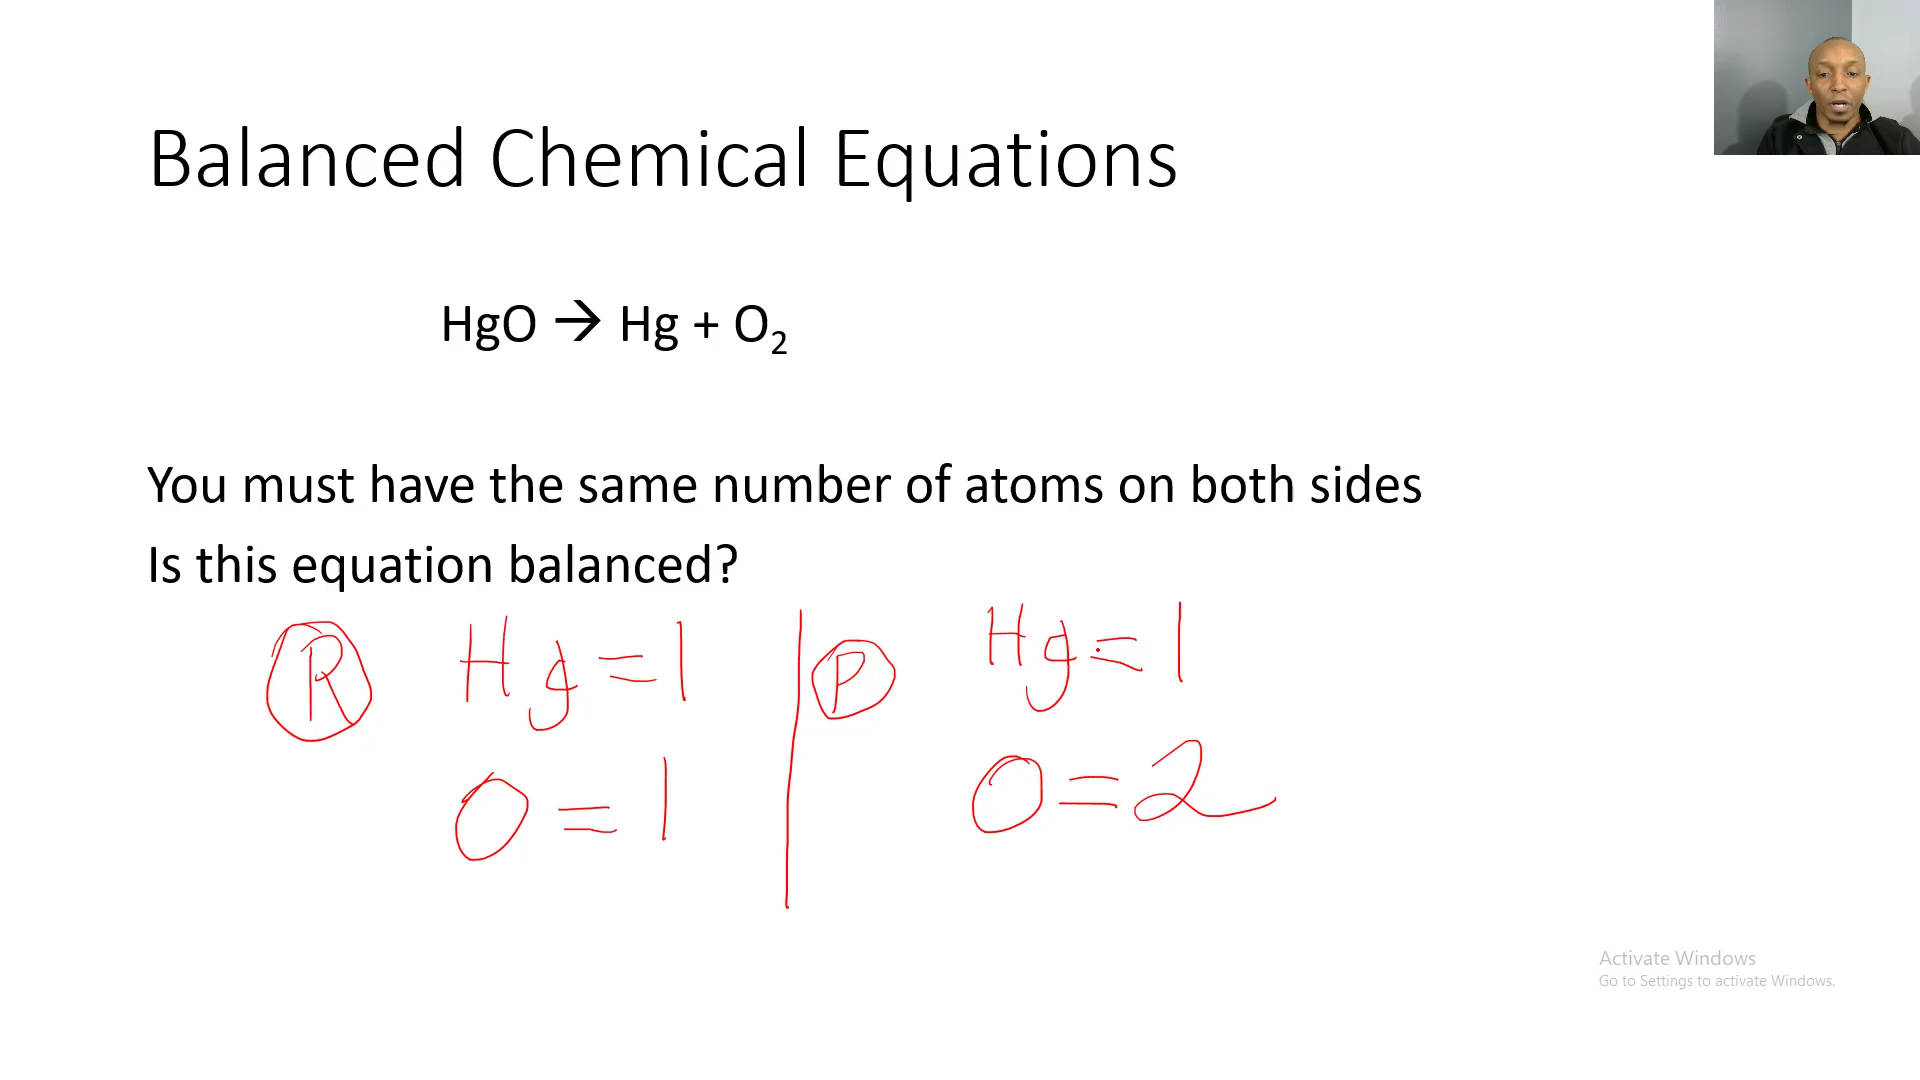 Balanced Chemical Equations
HgO → Hg + O₂
You must have the same number of atoms on both sides
Is this equation balanced?
R Hg=1 P Hg=1
O=1 O=2
Activate Windows
Go to Settings to activate Windows.